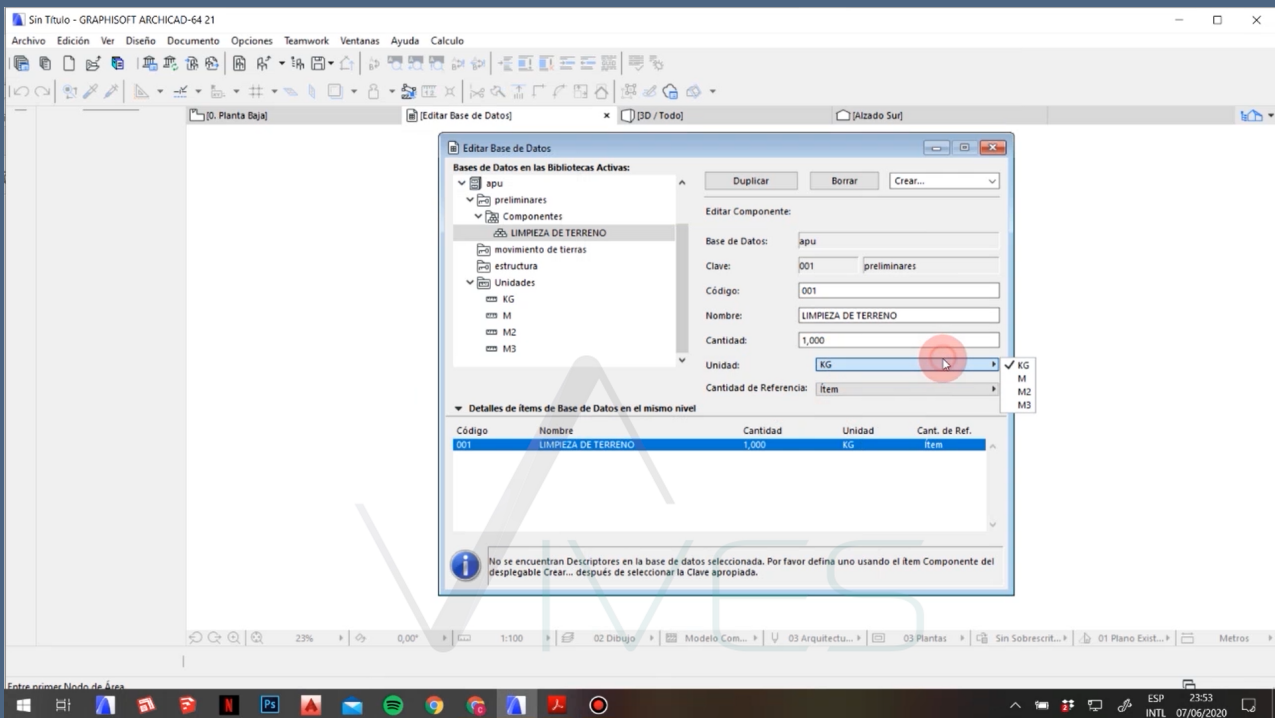 Sin Título - GRAPHISOFT ARCHICAD-64 21
Archivo Edición Ver Diseño Documento Opciones Teamwork Ventanas Ayuda Calculo
[0. Planta Baja] [Editar Base de Datos] [3D / Todo] [Alzado Sur]
Editar Base de Datos
Bases de Datos en las Bibliotecas Activas:
apu
preliminares
Componentes
LIMPIEZA DE TERRENO
movimiento de tierras
estructura
Unidades
KG
M
M2
M3
Duplicar Borrar Crear...
Editar Componente:
Base de Datos: apu
Clave: 001 preliminares
Código: 001
Nombre: LIMPIEZA DE TERRENO
Cantidad: 1,000
Unidad: KG
Cantidad de Referencia: Ítem
KG
M
M2
M3
Detalles de ítems de Base de Datos en el mismo nivel
Código Nombre Cantidad Unidad Cant. de Ref.
001 LIMPIEZA DE TERRENO 1,000 KG Ítem
No se encuentran Descriptores en la base de datos seleccionada. Por favor defina uno usando el ítem Componente del
desplegable Crear... después de seleccionar la Clave apropiada.
VIVES
23% 0,00° 1:100 02 Dibujo Modelo Com... 03 Arquitectu... 03 Plantas Sin Sobrescrit... 01 Plano Exist... Metros
Entre primer Nodo de Área.
ESP 23:53
INTL 07/06/2020